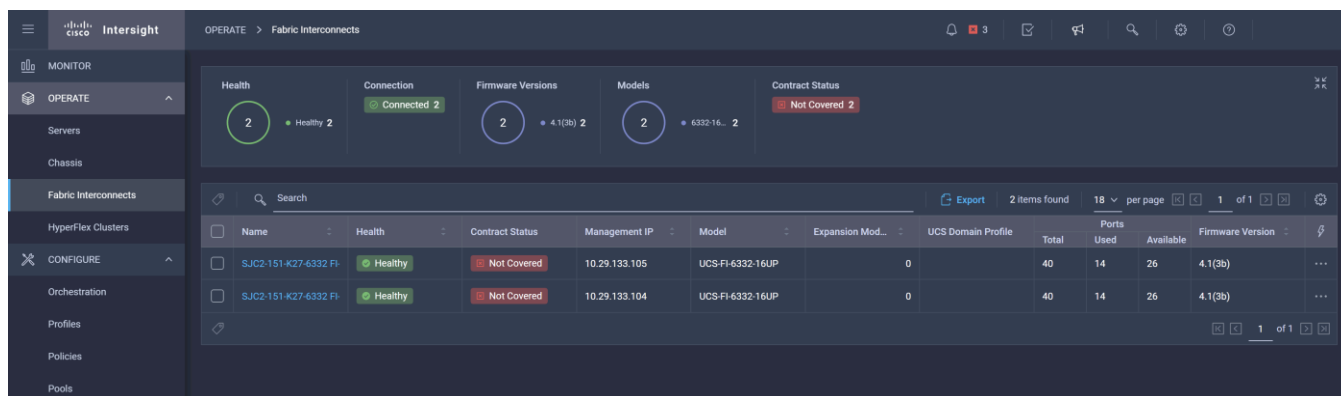 cisco Intersight
OPERATE > Fabric Interconnects
3
MONITOR
OPERATE
Servers
Chassis
Fabric Interconnects
HyperFlex Clusters
CONFIGURE
Orchestration
Profiles
Policies
Pools
Health
2
Healthy 2
Connection
Connected 2
Firmware Versions
2
4.1(3b) 2
Models
2
6332-16... 2
Contract Status
Not Covered 2
Search
Export
2 items found
18 per page
1 of 1
Name Health Contract Status Management IP Model Expansion Mod... UCS Domain Profile Ports Firmware Version
Total Used Available
SJC2-151-K27-6332 FI- Healthy Not Covered 10.29.133.105 UCS-FI-6332-16UP 0 40 14 26 4.1(3b) ...
SJC2-151-K27-6332 FI- Healthy Not Covered 10.29.133.104 UCS-FI-6332-16UP 0 40 14 26 4.1(3b) ...
1 of 1